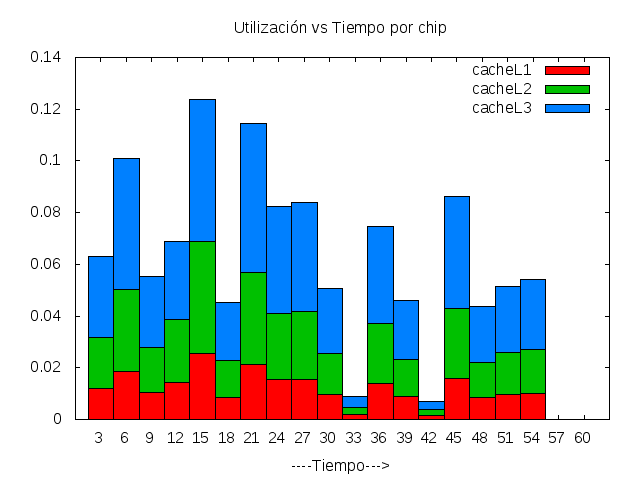 Utilización vs Tiempo por chip
0.14
0.12
0.1
0.08
0.06
0.04
0.02
0
cacheL1
cacheL2
cacheL3
3 6 9 12 15 18 21 24 27 30 33 36 39 42 45 48 51 54 57 60
----Tiempo--->